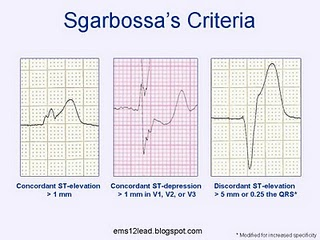 Sgarbossa's Criteria
Concordant ST-elevation
> 1 mm
Concordant ST-depression
> 1 mm in V1, V2, or V3
Discordant ST-elevation
> 5 mm or 0.25 the QRS*
ems12lead.blogspot.com
* Modified for increased specificity